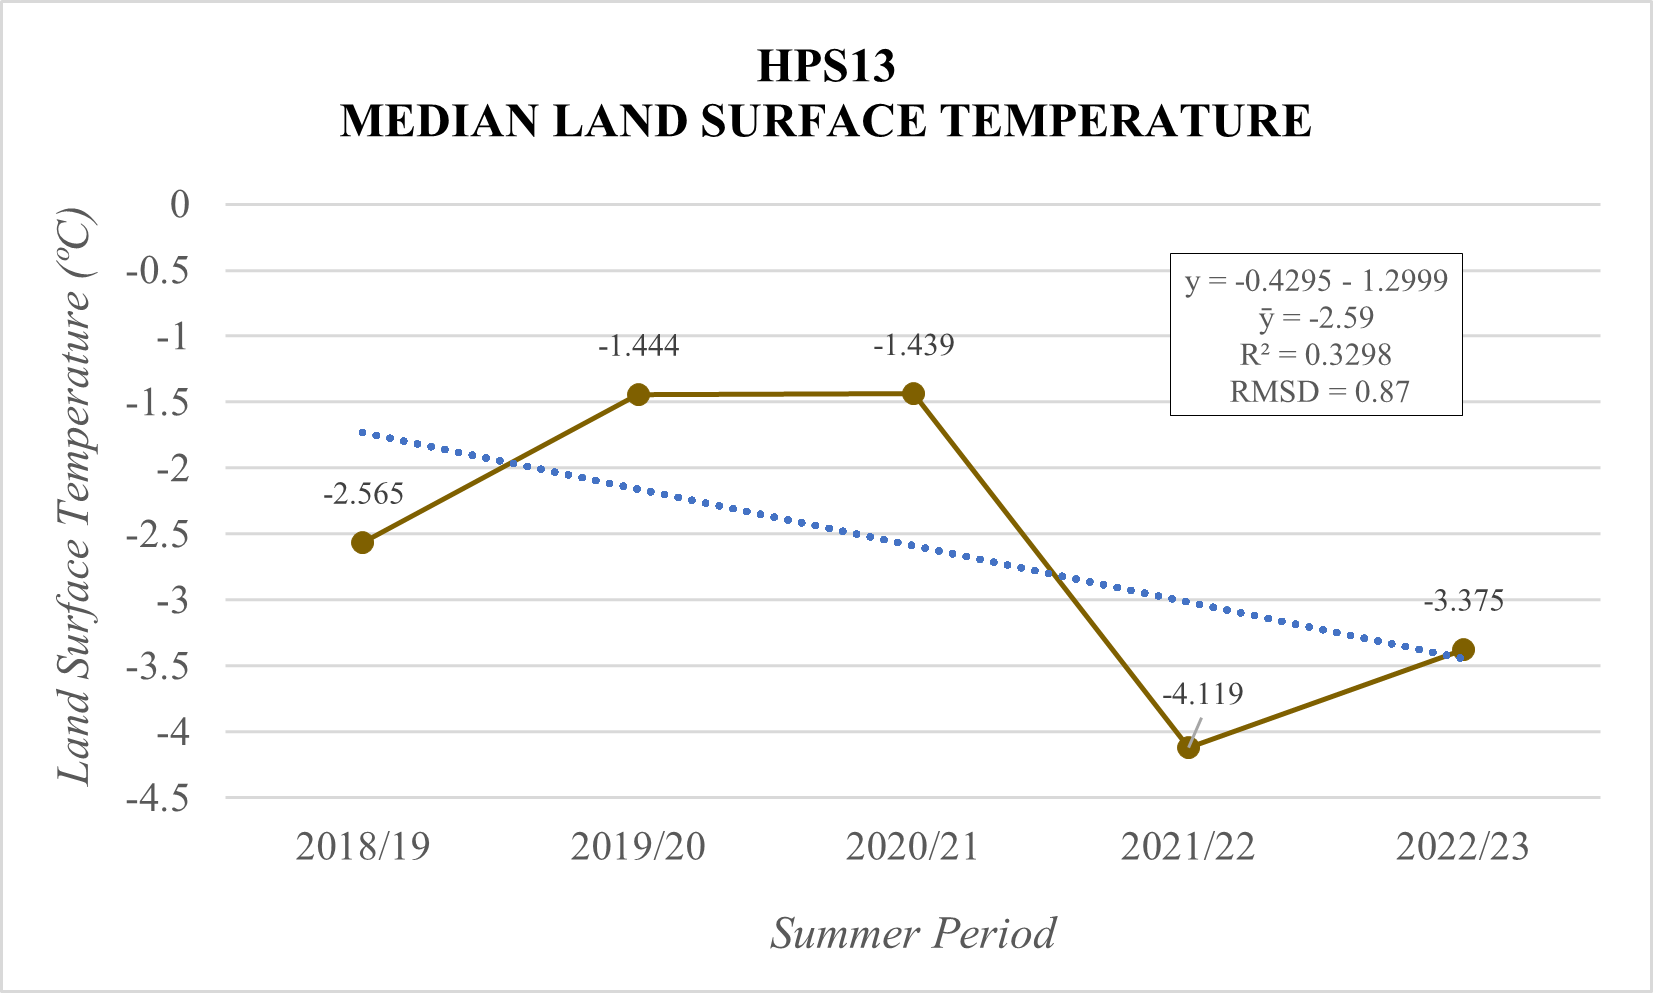 HPS13
MEDIAN LAND SURFACE TEMPERATURE
Land Surface Temperature (ºC)
0
-0.5
-1
-1.5
-2
-2.5
-3
-3.5
-4
-4.5
y = -0.4295 - 1.2999
ȳ = -2.59
R² = 0.3298
RMSD = 0.87
-2.565
-1.444
-1.439
-4.119
-3.375
2018/19
2019/20
2020/21
2021/22
2022/23
Summer Period